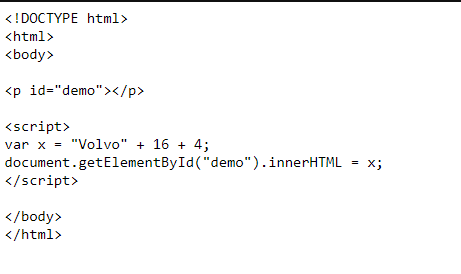 <!DOCTYPE html>
<html>
<body>
<p id="demo"></p>
<script>
var x = "Volvo" + 16 + 4;
document.getElementById("demo").innerHTML = x;
</script>
</body>
</html>